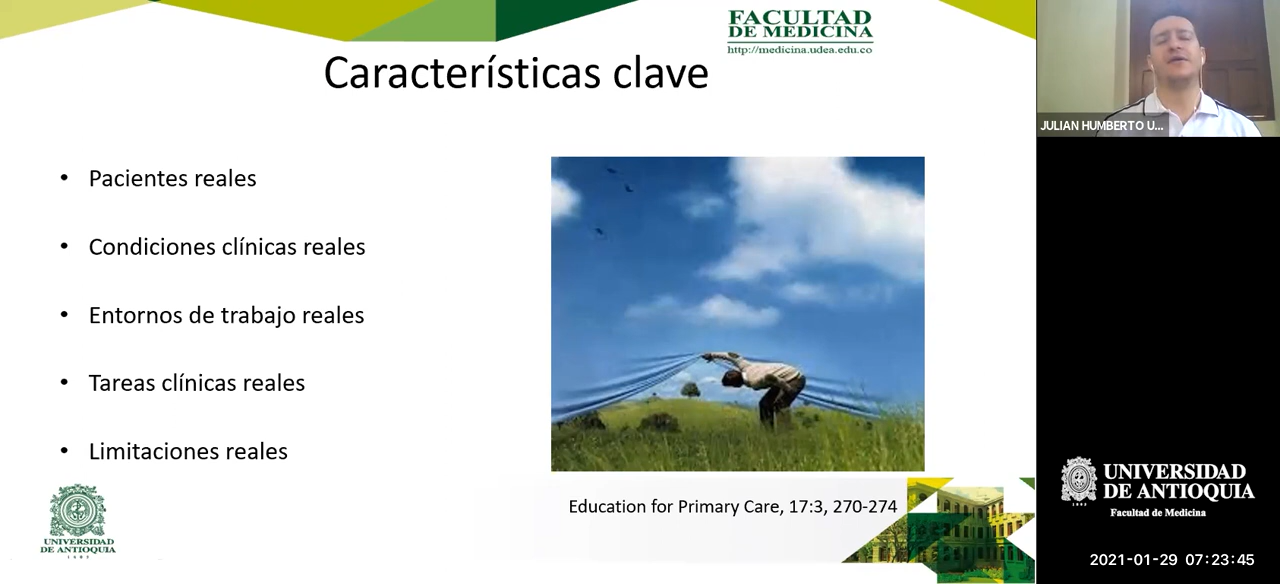 FACULTAD
DE MEDICINA
http://medicina.udea.edu.co
Características clave
• Pacientes reales
• Condiciones clínicas reales
• Entornos de trabajo reales
• Tareas clínicas reales
• Limitaciones reales
Education for Primary Care, 17:3, 270-274
UNIVERSIDAD
DE ANTIOQUIA
1803
JULIAN HUMBERTO U...
UNIVERSIDAD
DE ANTIOQUIA
1803
Facultad de Medicina
2021-01-29 07:23:45